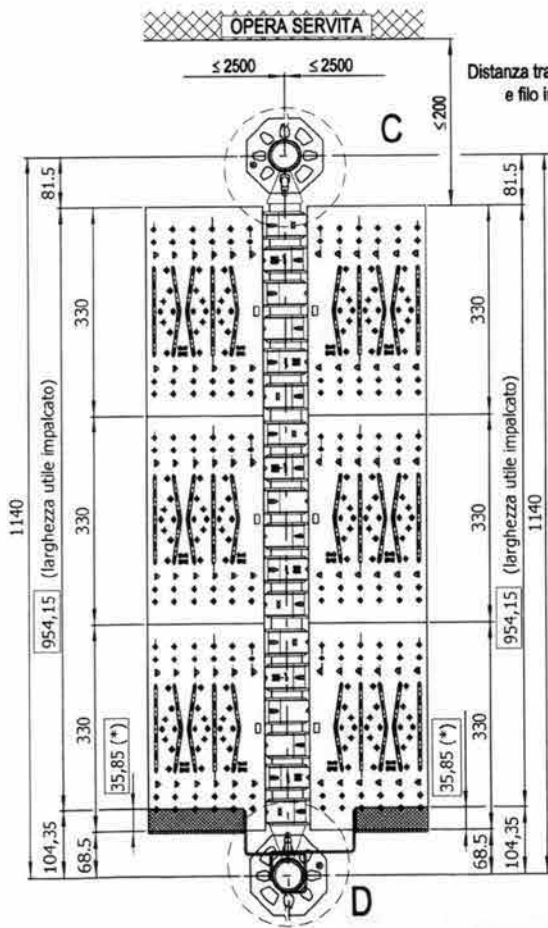 OPERA SERVITA
≤ 2500
≤ 2500
Distanza tra
e filo in
≤200
C
81.5
81.5
330
330
330
330
330
330
1140
954,15 (larghezza utile impalcato)
954,15 (larghezza utile impalcato)
1140
35,85 (*)
35,85 (*)
104,35
68.5
68.5
104,35
D